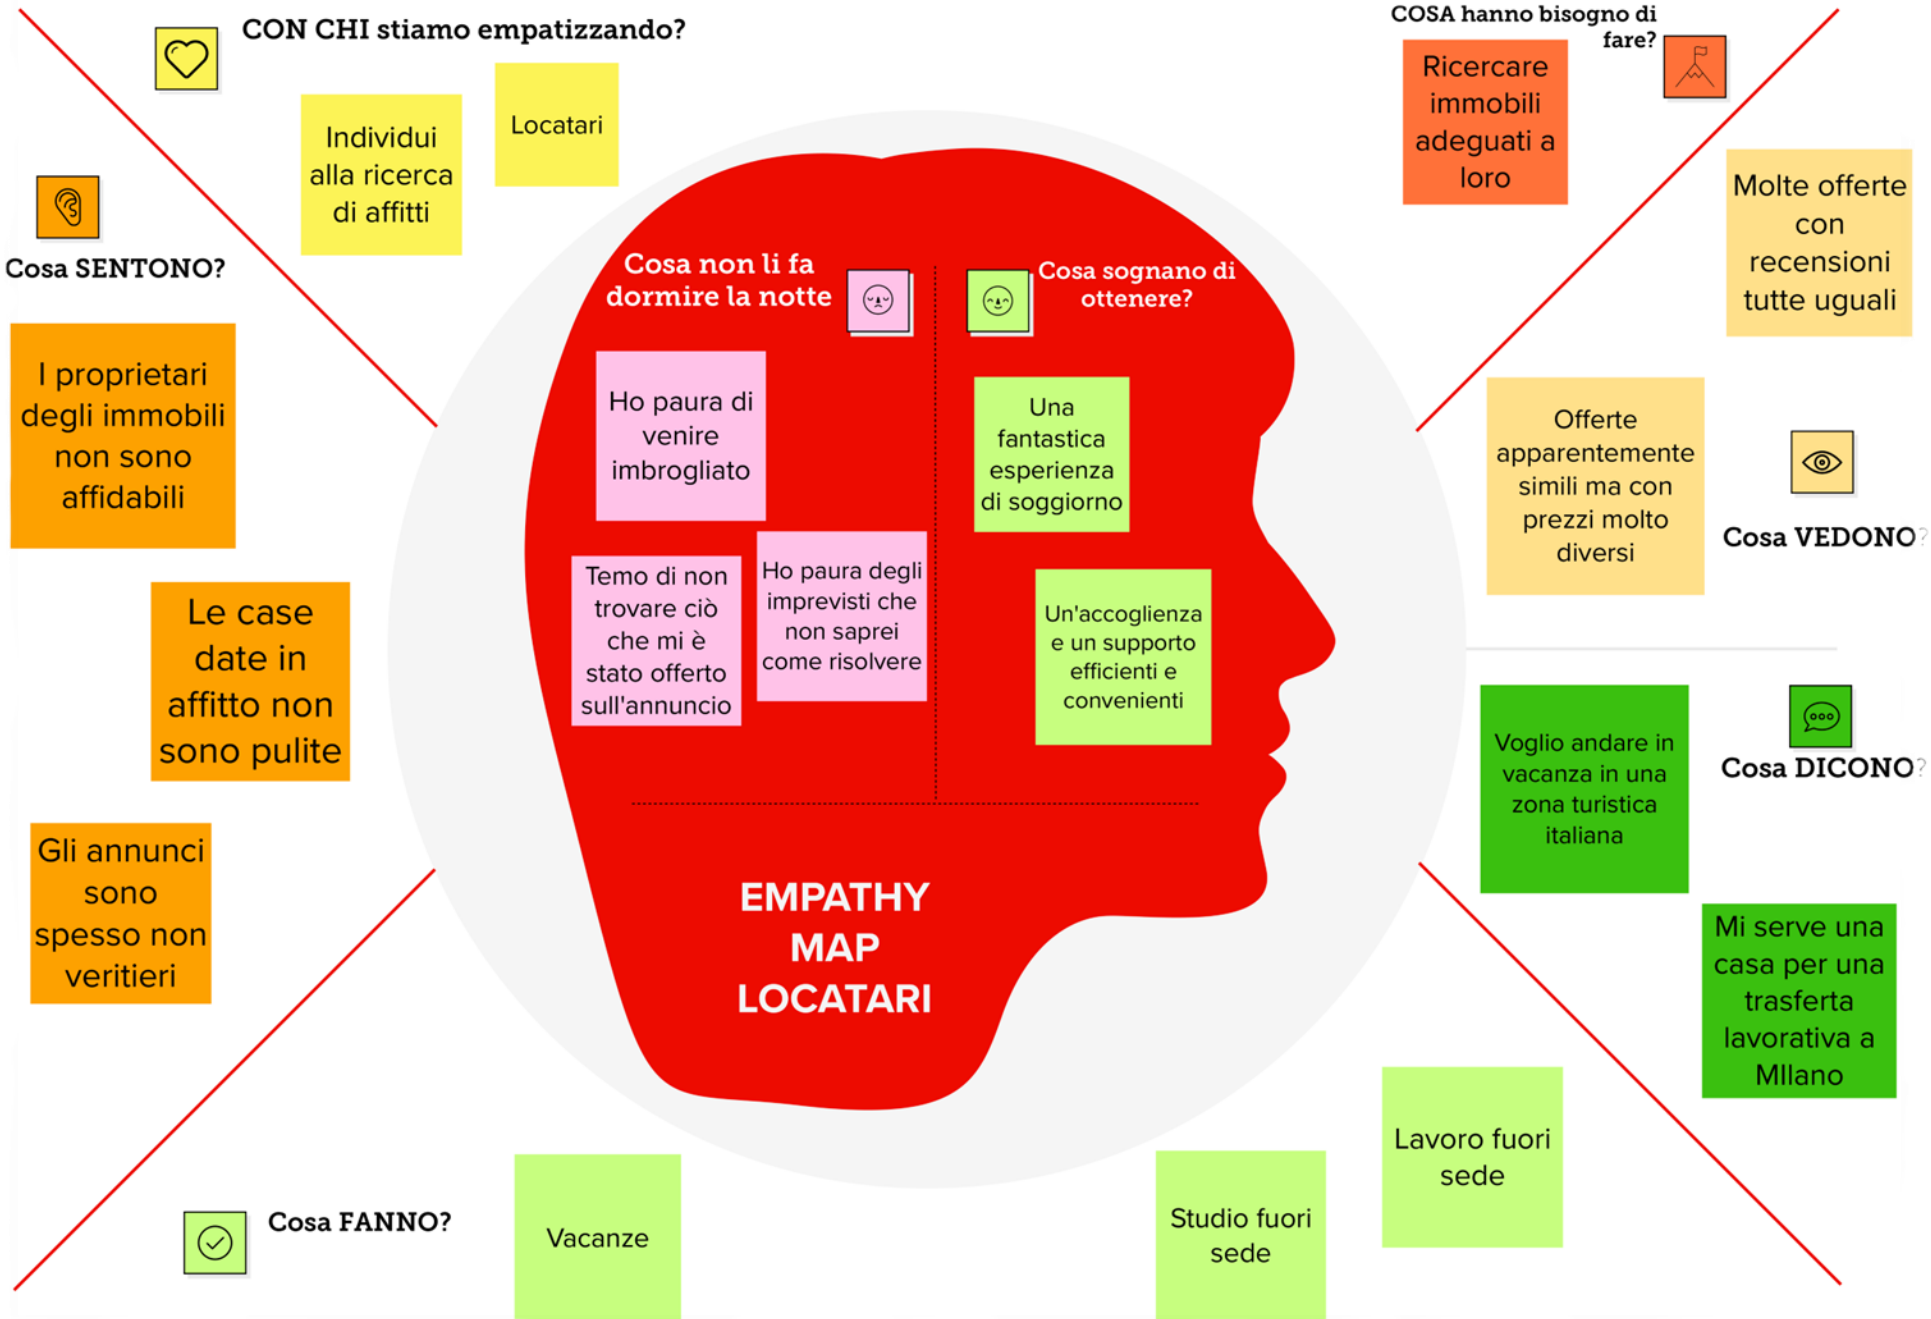 CON CHI stiamo empatizzando?
Individui
alla ricerca
di affitti
Locatari
COSA hanno bisogno di
fare?
Ricercare
immobili
adeguati a
loro
Cosa SENTONO?
I proprietari
degli immobili
non sono
affidabili
Le case
date in
affitto non
sono pulite
Gli annunci
sono
spesso non
veritieri
Cosa non li fa
dormire la notte
Ho paura di
venire
imbrogliato
Temo di non
trovare ciò
che mi è
stato offerto
sull'annuncio
Ho paura degli
imprevisti che
non saprei
come risolvere
Cosa sognano di
ottenere?
Una
fantastica
esperienza
di soggiorno
Un'accoglienza
e un supporto
efficienti e
convenienti
EMPATHY
MAP
LOCATARI
Molte offerte
con
recensioni
tutte uguali
Offerte
apparentemente
simili ma con
prezzi molto
diversi
Cosa VEDONO?
Voglio andare in
vacanza in una
zona turistica
italiana
Cosa DICONO?
Mi serve una
casa per una
trasferta
lavorativa a
MIlano
Cosa FANNO?
Vacanze
Studio fuori
sede
Lavoro fuori
sede